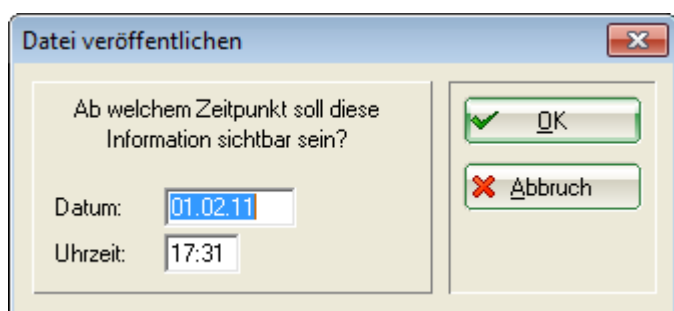 Datei veröffentlichen
Ab welchem Zeitpunkt soll diese
Information sichtbar sein?
Datum: 01.02.11
Uhrzeit: 17:31
OK
Abbruch